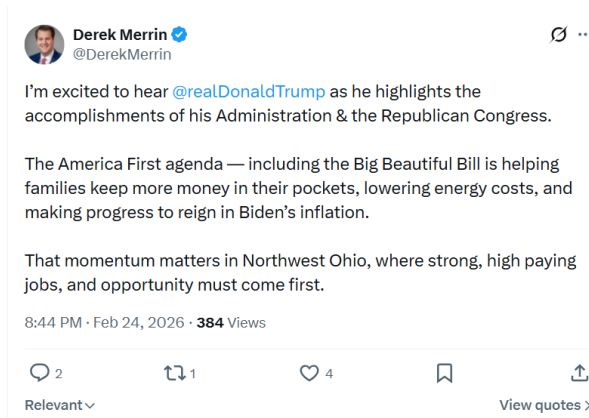 Derek Merrin
@DerekMerrin
I’m excited to hear @realDonaldTrump as he highlights the
accomplishments of his Administration & the Republican Congress.
The America First agenda — including the Big Beautiful Bill is helping
families keep more money in their pockets, lowering energy costs, and
making progress to reign in Biden’s inflation.
That momentum matters in Northwest Ohio, where strong, high paying
jobs, and opportunity must come first.
8:44 PM · Feb 24, 2026 · 384 Views
2 1 4
Relevant View quotes